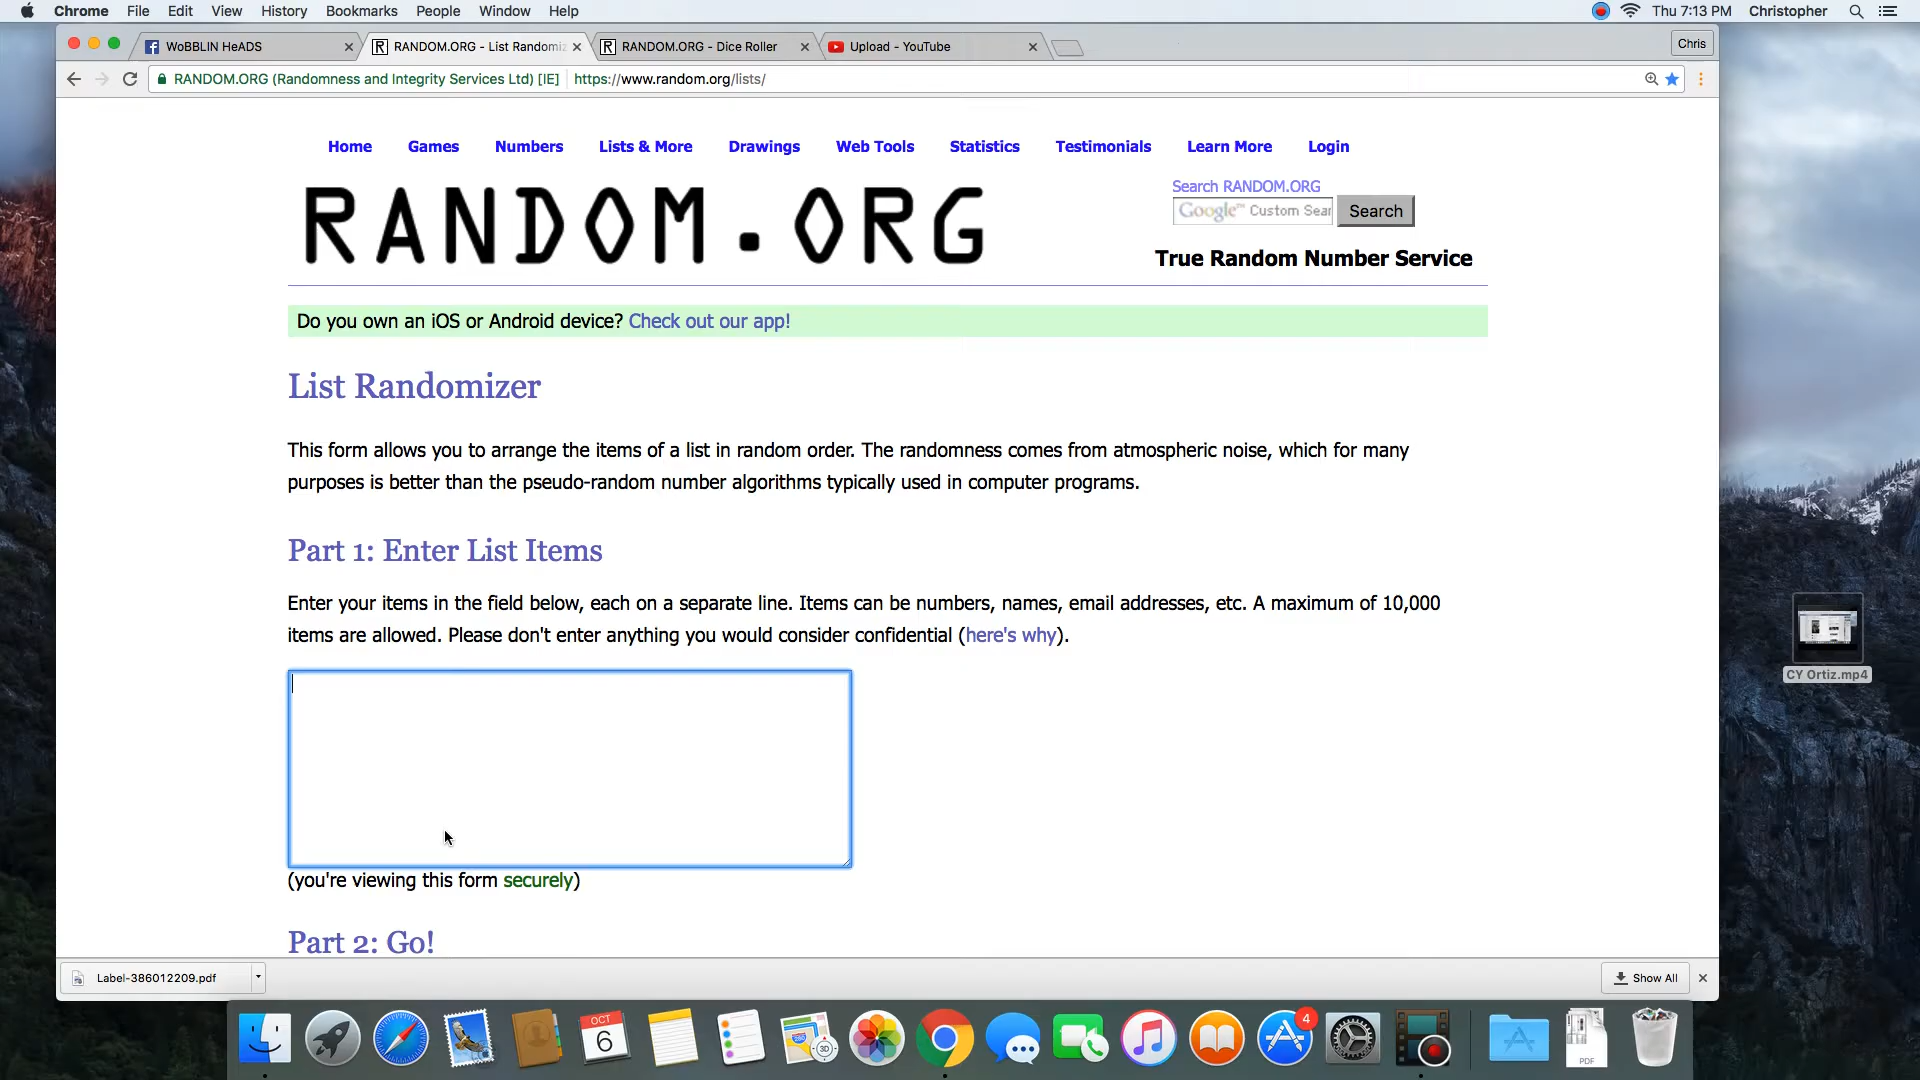 Chrome File Edit View History Bookmarks People Window Help Thu 7:13 PM Christopher
WoBBLIN HeADS RANDOM.ORG - List Randomiz RANDOM.ORG - Dice Roller Upload - YouTube Chris
RANDOM.ORG (Randomness and Integrity Services Ltd) [IE] https://www.random.org/lists/
Home Games Numbers Lists & More Drawings Web Tools Statistics Testimonials Learn More Login
RANDOM.ORG
Search RANDOM.ORG
Google™ Custom Sear Search
True Random Number Service
Do you own an iOS or Android device? Check out our app!
List Randomizer
This form allows you to arrange the items of a list in random order. The randomness comes from atmospheric noise, which for many
purposes is better than the pseudo-random number algorithms typically used in computer programs.
Part 1: Enter List Items
Enter your items in the field below, each on a separate line. Items can be numbers, names, email addresses, etc. A maximum of 10,000
items are allowed. Please don't enter anything you would consider confidential (here's why).
CY Ortiz.mp4
(you're viewing this form securely)
Part 2: Go!
Label-386012209.pdf Show All
OCT
6
280
3D
4
PDF